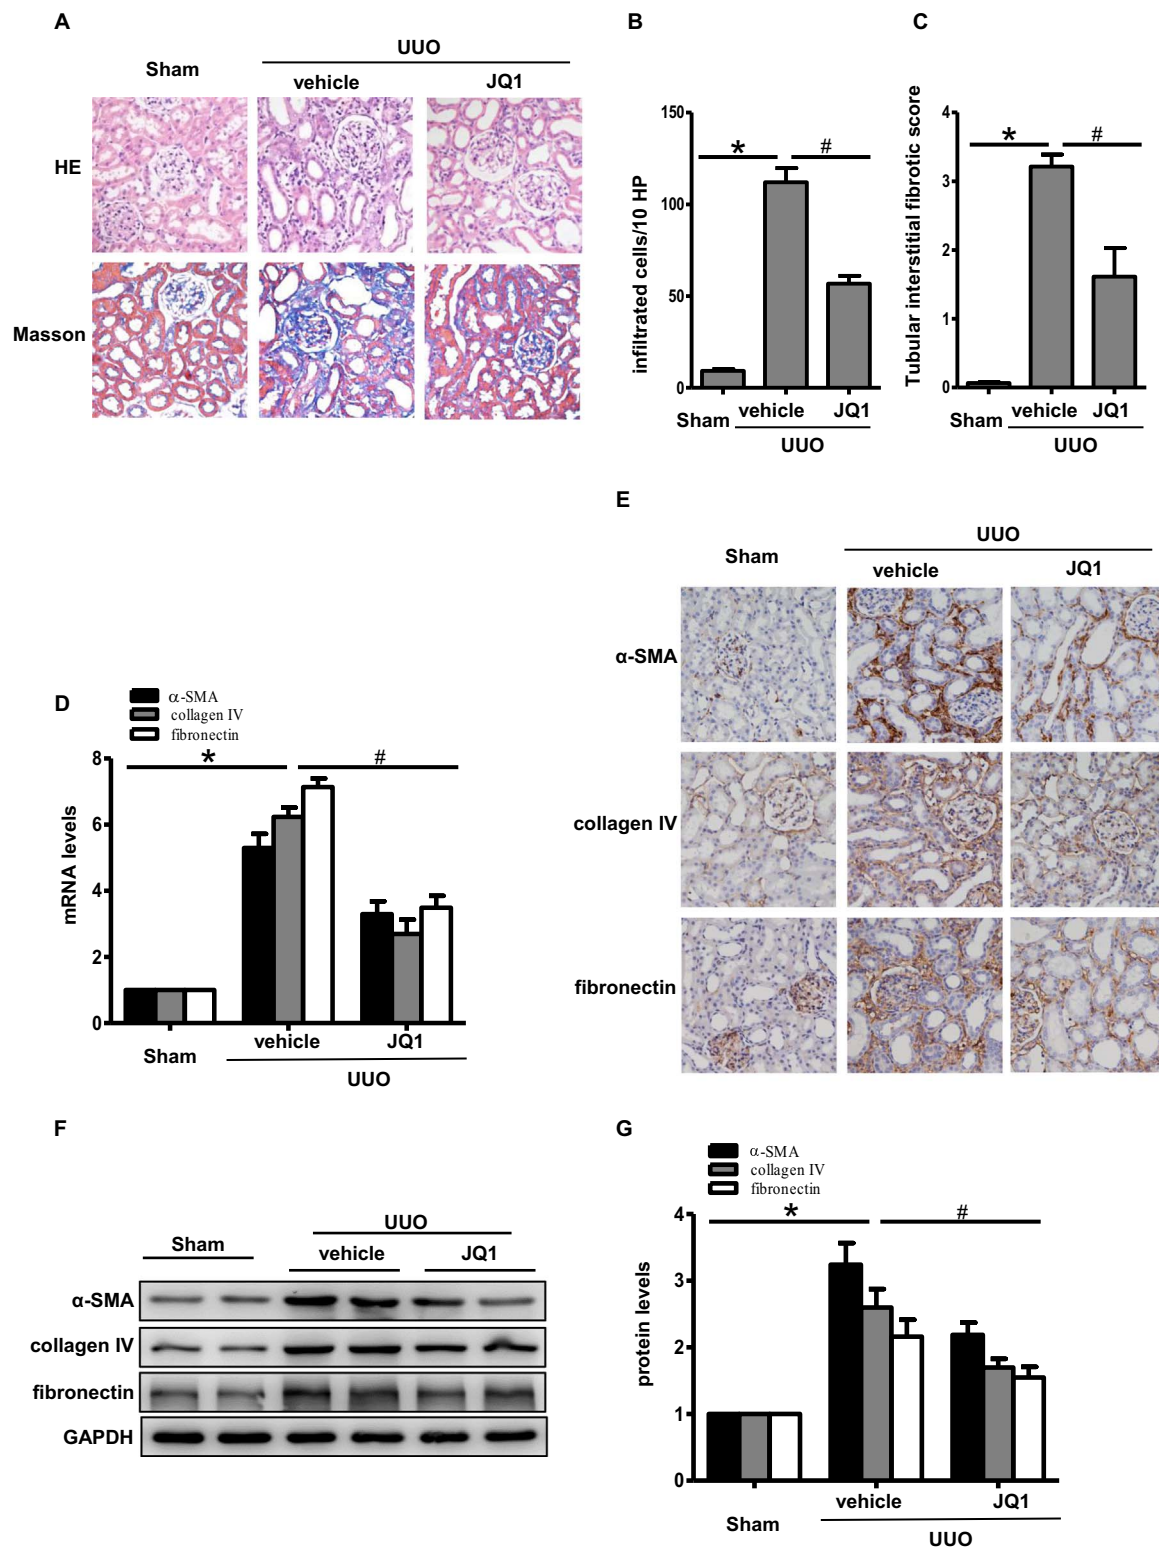 A
UUO
Sham
vehicle
JQ1
HE
Masson
B
infiltrated cells/10 HP
150
100
50
0
*
#
Sham
vehicle
JQ1
UUO
C
Tubular interstitial fibrotic score
4
3
2
1
0
*
#
Sham
vehicle
JQ1
UUO
D
α-SMA
collagen IV
fibronectin
mRNA levels
8
6
4
2
0
*
#
Sham
vehicle
JQ1
UUO
E
UUO
Sham
vehicle
JQ1
α-SMA
collagen IV
fibronectin
F
UUO
Sham
vehicle
JQ1
α-SMA
collagen IV
fibronectin
GAPDH
G
α-SMA
collagen IV
fibronectin
protein levels
4
3
2
1
0
*
#
Sham
vehicle
JQ1
UUO